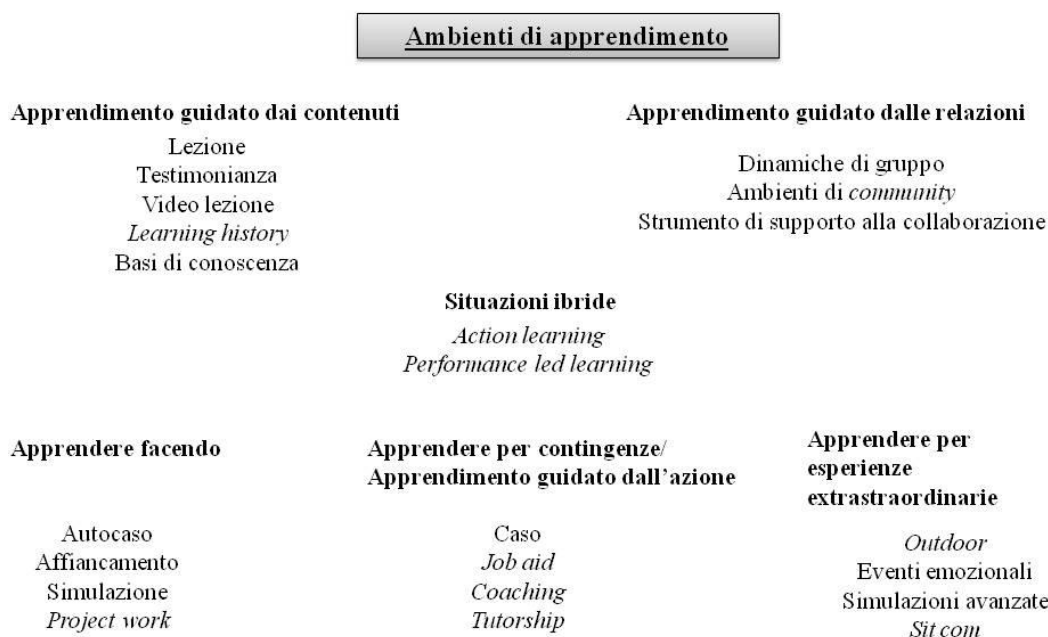 Ambienti di apprendimento
Apprendimento guidato dai contenuti
Lezione
Testimonianza
Video lezione
Learning history
Basi di conoscenza
Apprendimento guidato dalle relazioni
Dinamiche di gruppo
Ambienti di community
Strumento di supporto alla collaborazione
Situazioni ibride
Action learning
Performance led learning
Apprendere facendo
Autocaso
Affiancamento
Simulazione
Project work
Apprendere per contingenze/
Apprendimento guidato dall'azione
Caso
Job aid
Coaching
Tutorship
Apprendere per
esperienze
extrastraordinarie
Outdoor
Eventi emozionali
Simulazioni avanzate
Sit com